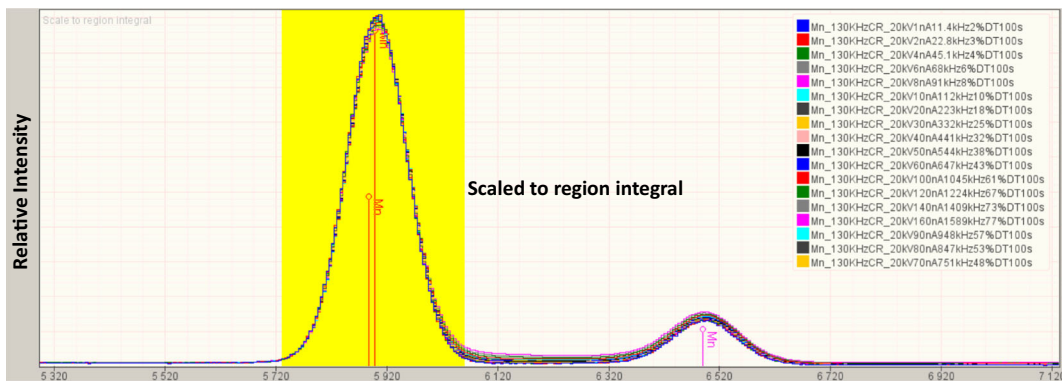 Scale to region integral
Relative Intensity
Mn
Mn
Mn
Scaled to region integral
Mn_130KHzCR_20kV1nA11.4kHz2%DT100s
Mn_130KHzCR_20kV2nA22.8kHz3%DT100s
Mn_130KHzCR_20kV4nA45.1kHz4%DT100s
Mn_130KHzCR_20kV6nA68kHz6%DT100s
Mn_130KHzCR_20kV8nA91kHz8%DT100s
Mn_130KHzCR_20kV10nA112kHz10%DT100s
Mn_130KHzCR_20kV20nA223kHz18%DT100s
Mn_130KHzCR_20kV30nA332kHz25%DT100s
Mn_130KHzCR_20kV40nA441kHz32%DT100s
Mn_130KHzCR_20kV50nA544kHz38%DT100s
Mn_130KHzCR_20kV60nA647kHz43%DT100s
Mn_130KHzCR_20kV100nA1045kHz61%DT100s
Mn_130KHzCR_20kV120nA1224kHz67%DT100s
Mn_130KHzCR_20kV140nA1409kHz73%DT100s
Mn_130KHzCR_20kV160nA1589kHz77%DT100s
Mn_130KHzCR_20kV90nA948kHz57%DT100s
Mn_130KHzCR_20kV80nA847kHz53%DT100s
Mn_130KHzCR_20kV70nA751kHz48%DT100s
5 320 5 520 5 720 5 920 6 120 6 320 6 520 6 720 6 920 7 12